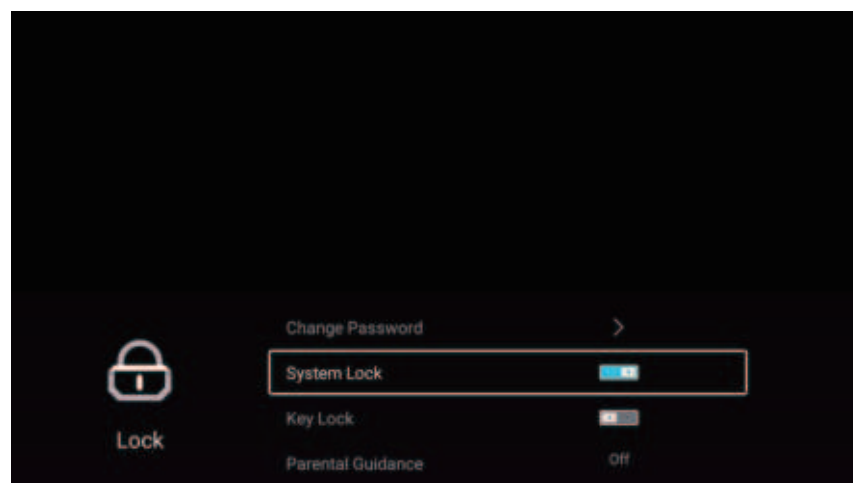 Change Password
System Lock
Key Lock
Lock
Parental Guidance Off